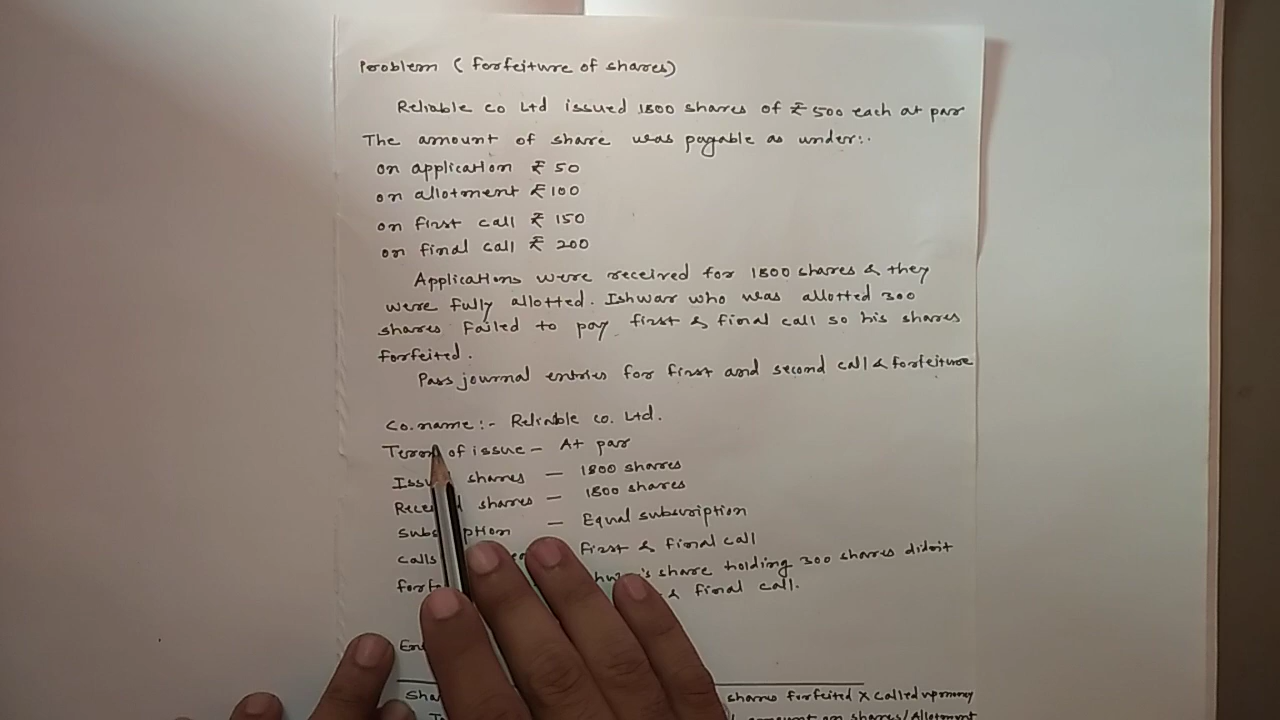 Problem ( forfeiture of shares)
Reliable co Ltd issued 1800 shares of ₹ 500 each at par
The amount of share was payable as under:-
on application ₹ 50
on allotment ₹ 100
on first call ₹ 150
on final call ₹ 200
Applications were received for 1800 shares & they
were fully allotted. Ishwar who was allotted 300
shares failed to pay first & final call so his shares
forfeited.
Pass journal entries for first and second call & forfeiture
Co. name :- Reliable co. Ltd.
of issue - At par
shares - 1800 shares
shares - 1800 shares
- Equal subscription
calls first & final call
share holding 300 shares didn't
& final call.
shares forfeited X called up money
amount on shares/Allotment